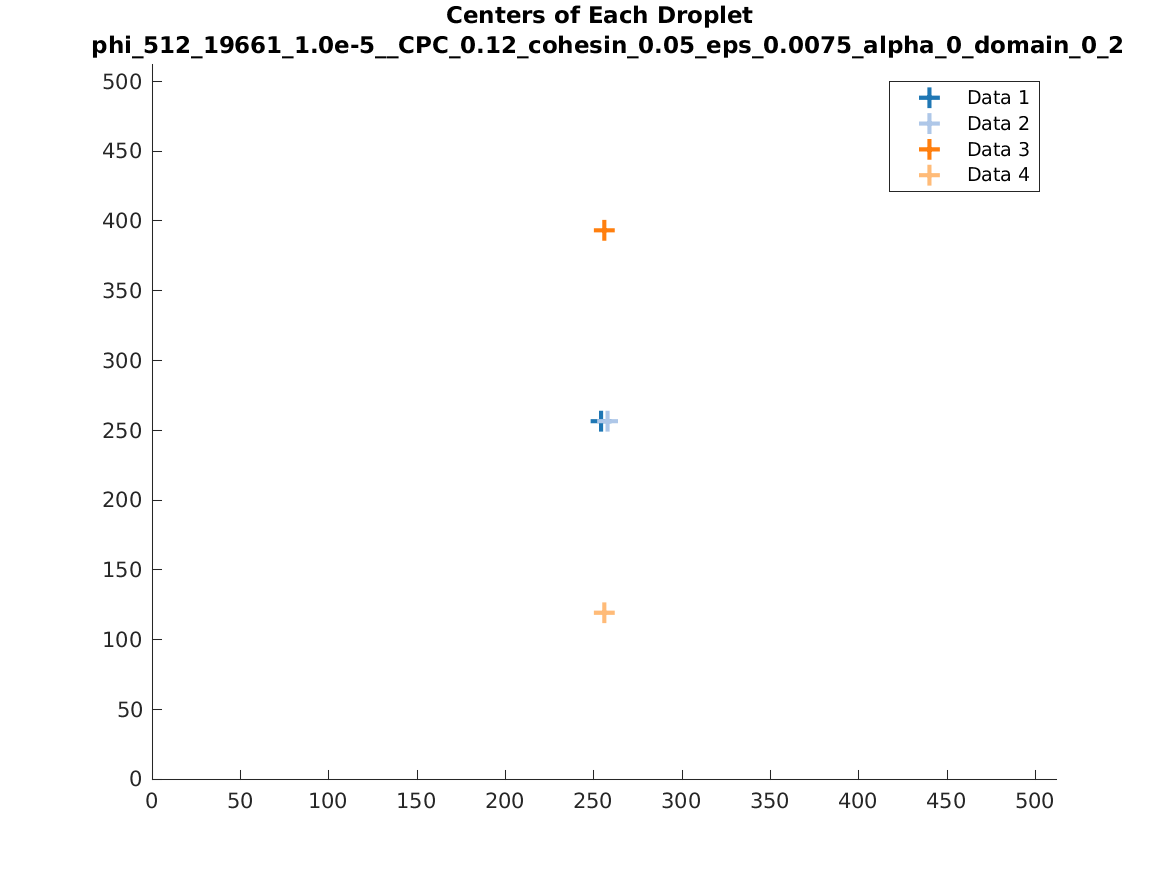 Centers of Each Droplet
phi_512_19661_1.0e-5__CPC_0.12_cohesin_0.05_eps_0.0075_alpha_0_domain_0_2
500
450
400
350
300
250
200
150
100
50
0
Data 1
Data 2
Data 3
Data 4
0 50 100 150 200 250 300 350 400 450 500